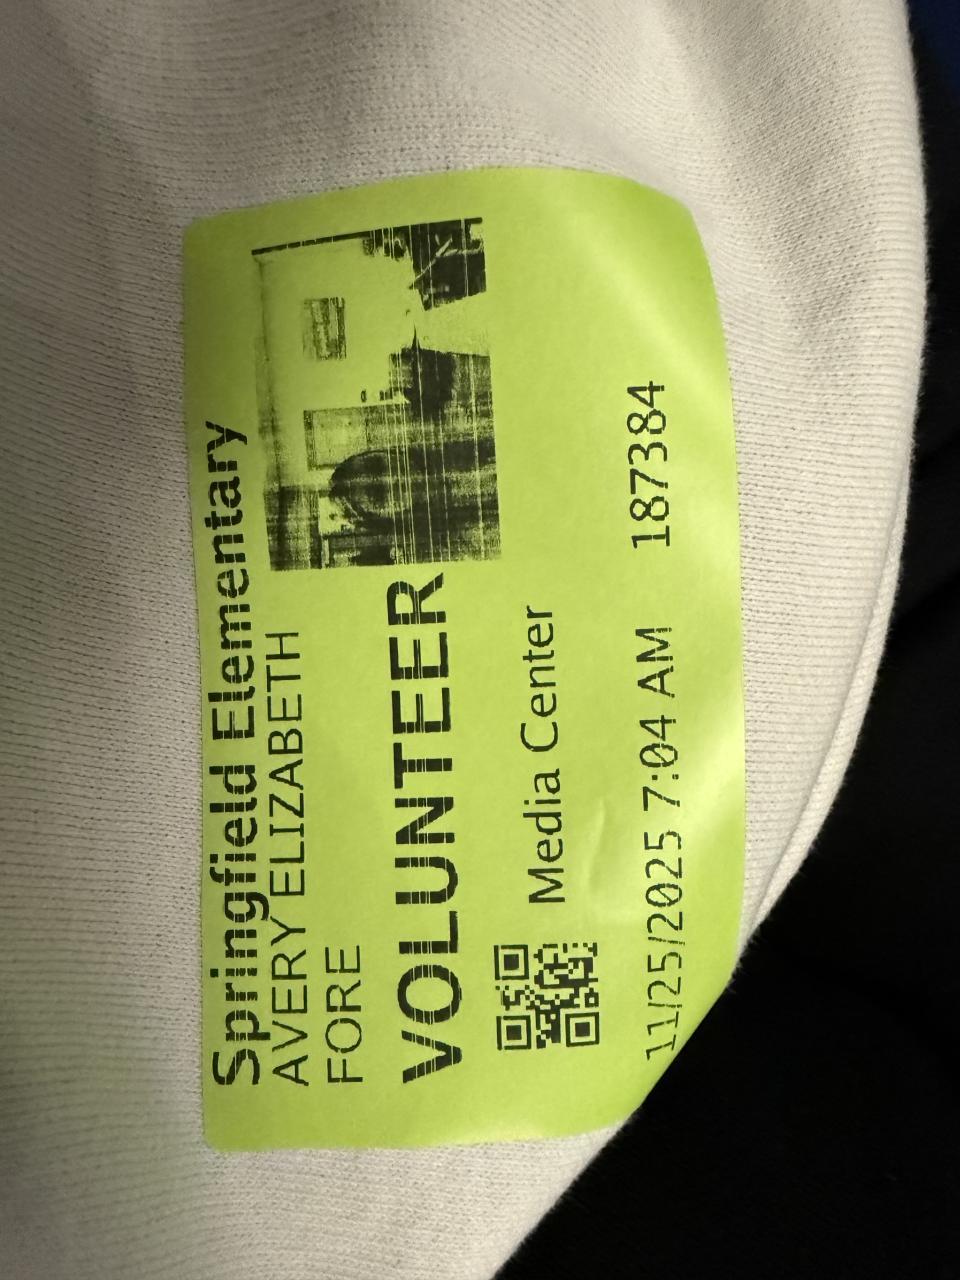 Springfield Elementary
AVERY ELIZABETH
FORE
VOLUNTEER
Media Center
11/25/2025 7:04 AM 187384